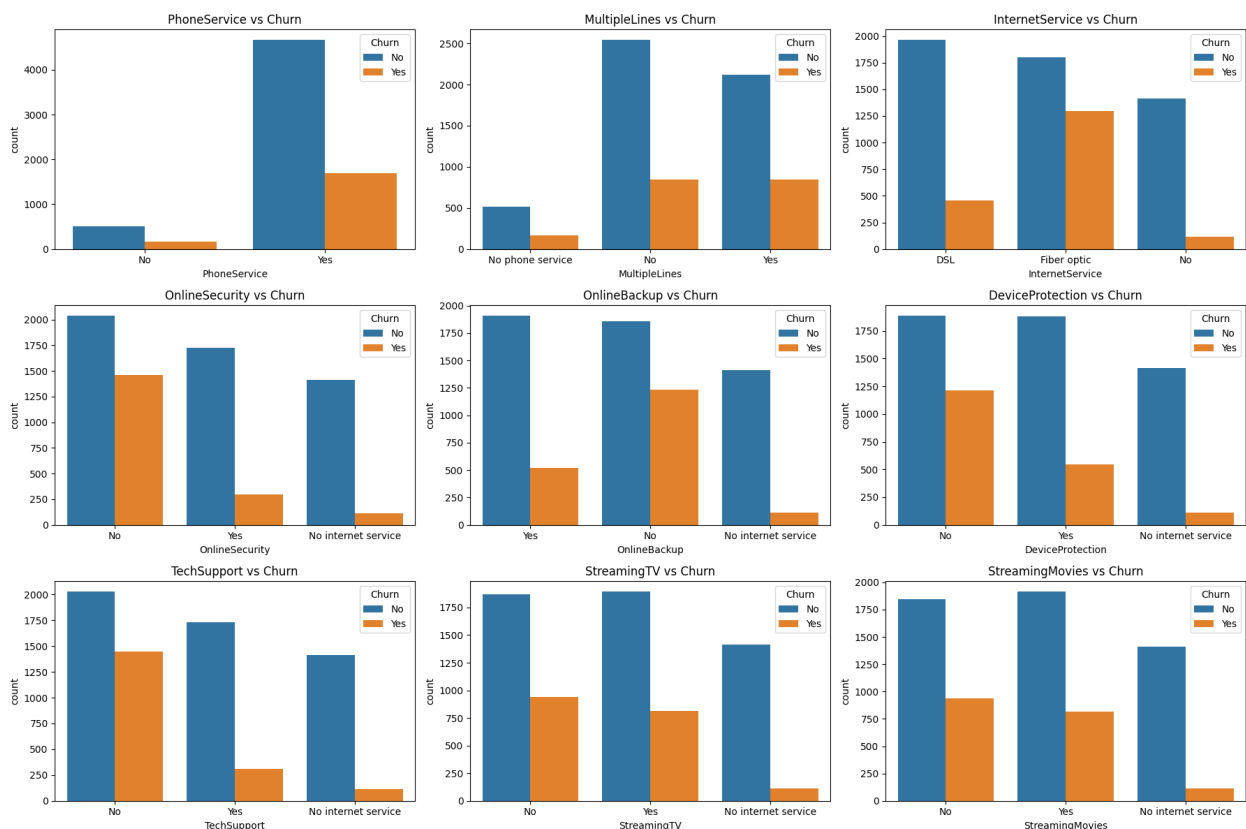 PhoneService vs Churn
Churn
No
Yes
4000
3000
2000
1000
0
count
No
Yes
PhoneService
MultipleLines vs Churn
Churn
No
Yes
2500
2000
1500
1000
500
0
count
No phone service
No
Yes
MultipleLines
InternetService vs Churn
Churn
No
Yes
2000
1750
1500
1250
1000
750
500
250
0
count
DSL
Fiber optic
No
InternetService
OnlineSecurity vs Churn
Churn
No
Yes
2000
1750
1500
1250
1000
750
500
250
0
count
No
Yes
No internet service
OnlineSecurity
OnlineBackup vs Churn
Churn
No
Yes
2000
1750
1500
1250
1000
750
500
250
0
count
Yes
No
No internet service
OnlineBackup
DeviceProtection vs Churn
Churn
No
Yes
1750
1500
1250
1000
750
500
250
0
count
No
Yes
No internet service
DeviceProtection
TechSupport vs Churn
Churn
No
Yes
2000
1750
1500
1250
1000
750
500
250
0
count
No
Yes
No internet service
TechSupport
StreamingTV vs Churn
Churn
No
Yes
1750
1500
1250
1000
750
500
250
0
count
No
Yes
No internet service
StreamingTV
StreamingMovies vs Churn
Churn
No
Yes
2000
1750
1500
1250
1000
750
500
250
0
count
No
Yes
No internet service
StreamingMovies